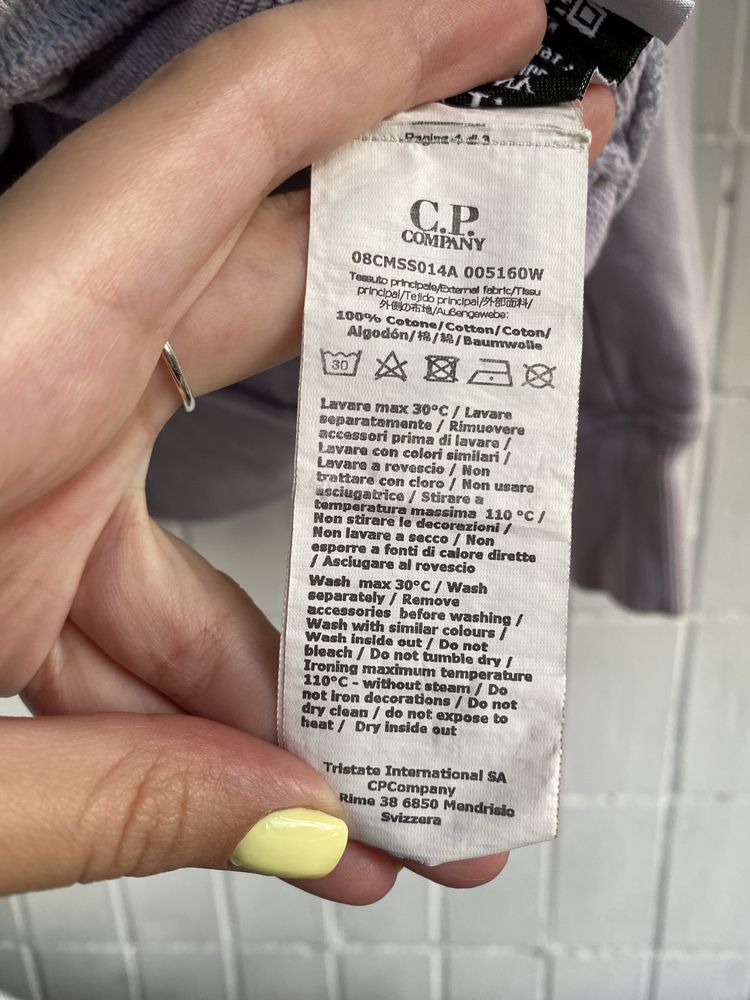 Pagina 1 di 3
C.P.
COMPANY
08CMSS014A 005160W
Tessuto principale/External fabric/Tissu
principal/Tejido principal/外部面料/
外側の布地/Außengewebe:
100% Cotone/Cotton/Coton/
Algodón/棉/綿/Baumwolle
30
Lavare max 30°C / Lavare
separatamente / Rimuovere
accessori prima di lavare /
Lavare con colori similari /
Lavare a rovescio / Non
trattare con cloro / Non usare
asciugatrice / Stirare a
temperatura massima 110 °C /
Non stirare le decorazioni /
Non lavare a secco / Non
esporre a fonti di calore dirette
/ Asciugare al rovescio
Wash max 30°C / Wash
separately / Remove
accessories before washing /
Wash with similar colours /
Wash inside out / Do not
bleach / Do not tumble dry /
Ironing maximum temperature
110°C - without steam / Do
not iron decorations / Do not
dry clean / do not expose to
heat / Dry inside out
Tristate International SA
CPCompany
Rime 38 6850 Mendrisio
Svizzera